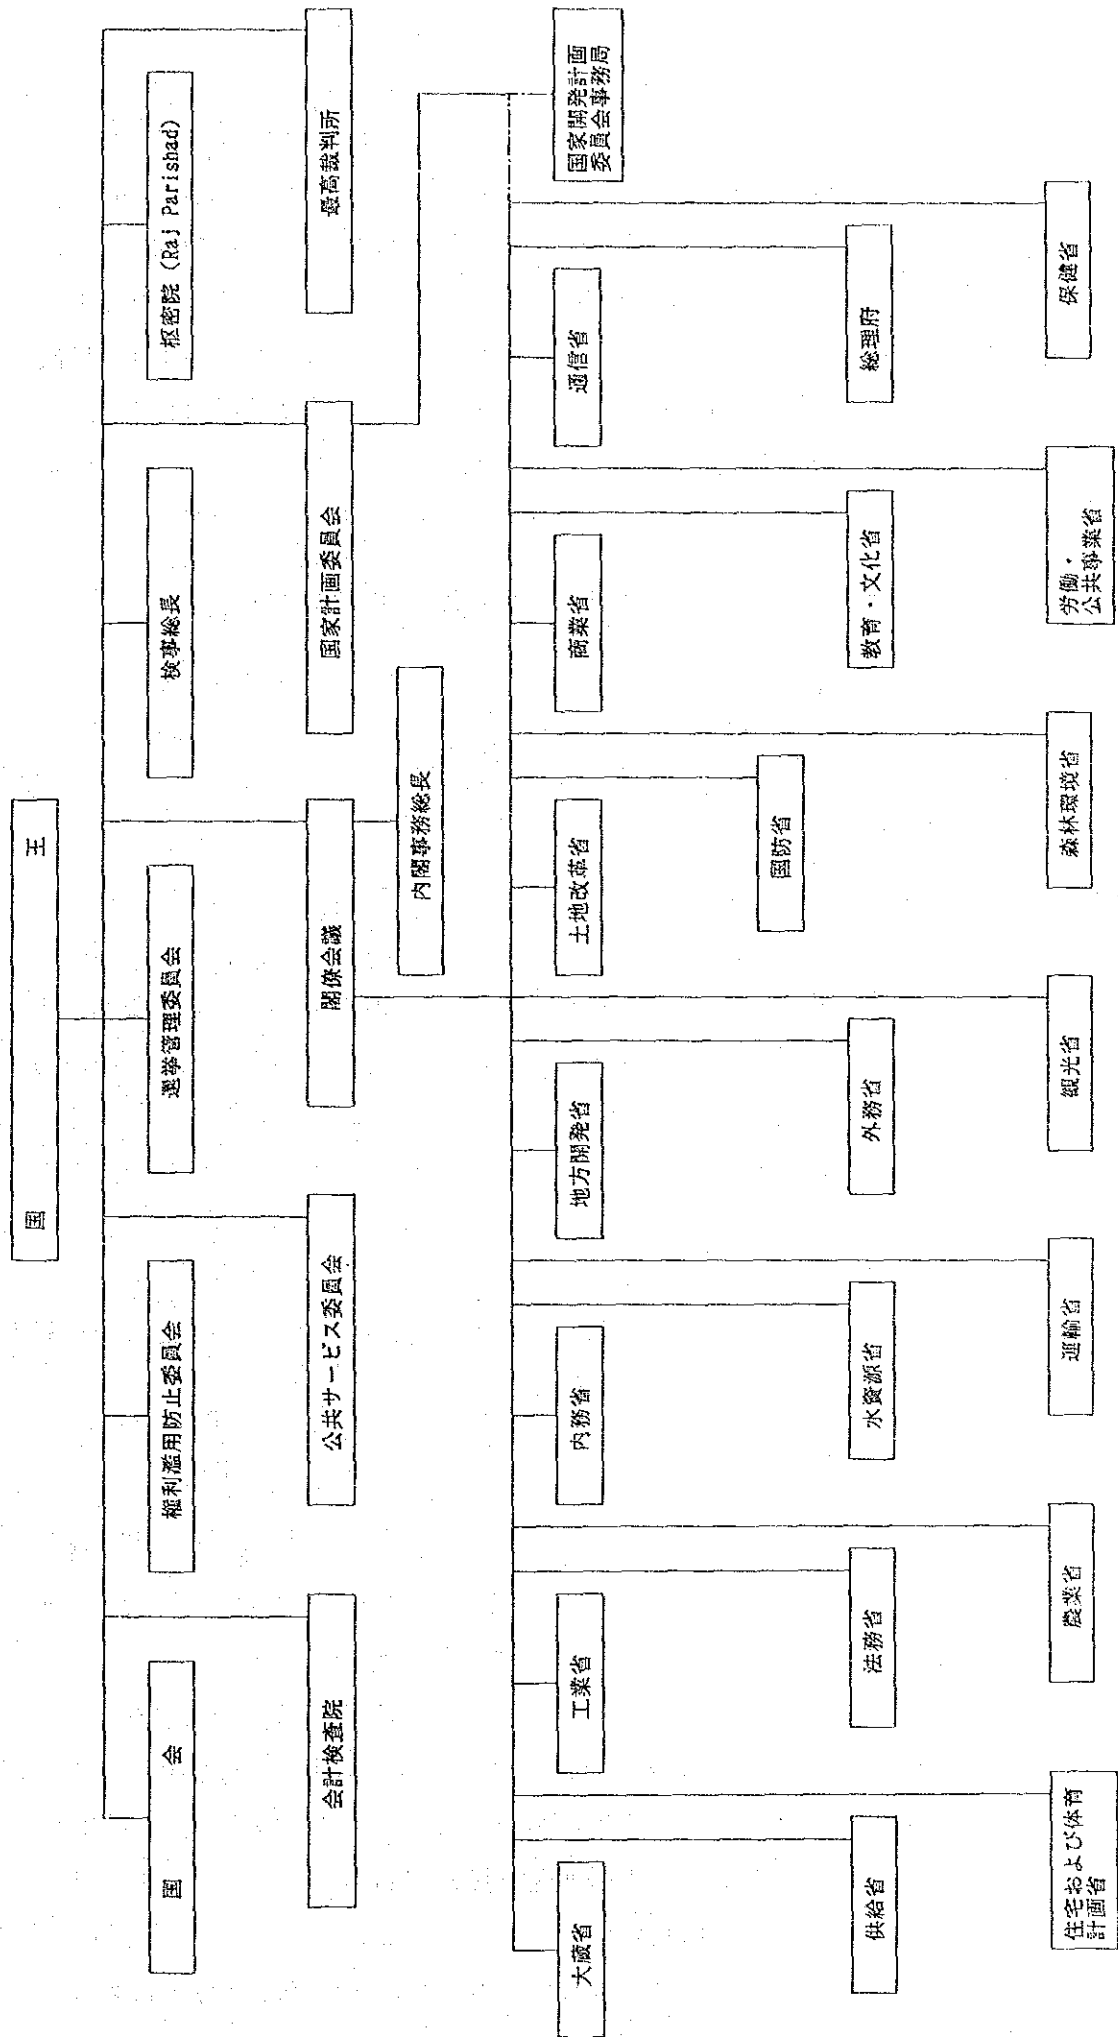 国　　　　　王
国　　会
権利濫用防止委員会
選挙管理委員会
検事総長
枢密院 (Raj Parishad)
会計検査院
公共サービス委員会
閣僚会議
国家計画委員会
最高裁判所
内閣事務総長
大蔵省
工業省
内務省
地方開発省
土地改革省
商業省
通信省
国家開発計画
委員会事務局
国防省
供給省
法務省
水資源省
外務省
教育・文化省
総理府
住宅および体育
計画省
農業省
運輸省
観光省
森林環境省
労働・
公共事業省
保健省